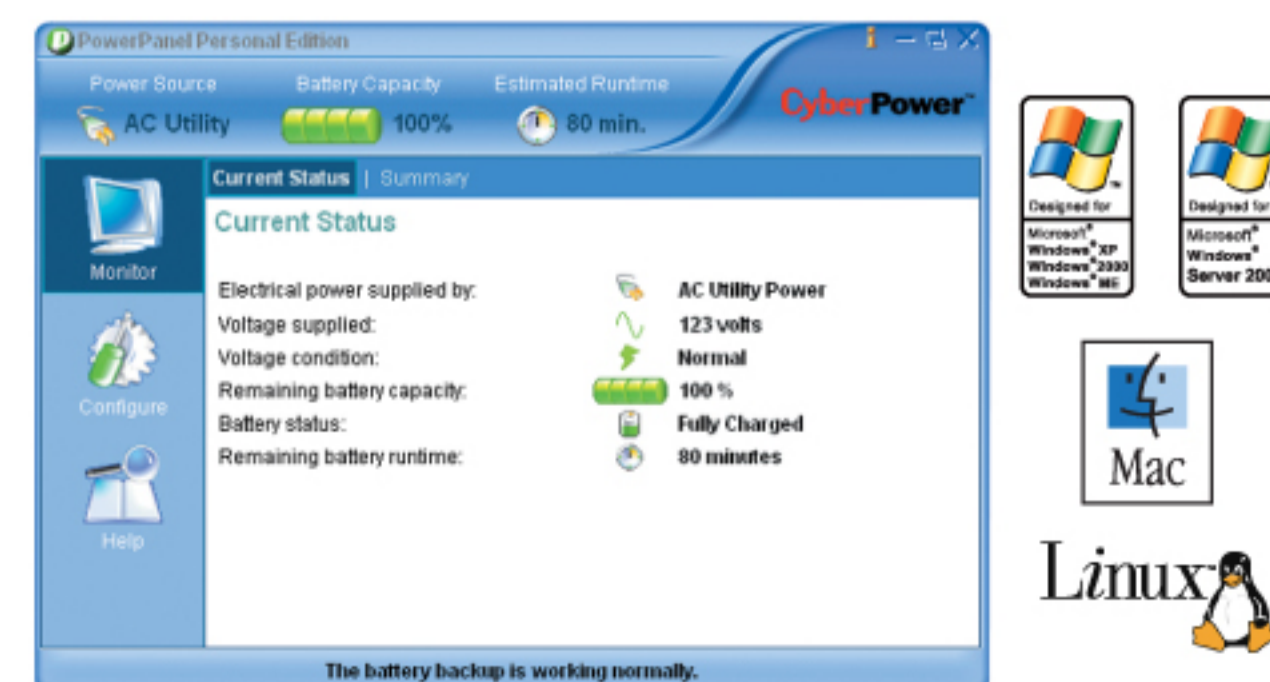 PowerPanel Personal Edition
Power Source Battery Capacity Estimated Runtime
AC Utility 100% 80 min.
CyberPower™
Current Status | Summary
Current Status
Monitor
Configure
Help
Electrical power supplied by: AC Utility Power
Voltage supplied: 123 volts
Voltage condition: Normal
Remaining battery capacity: 100 %
Battery status: Fully Charged
Remaining battery runtime: 80 minutes
The battery backup is working normally.
Designed for
Microsoft®
Windows® XP
Windows® 2000
Windows® ME
Designed for
Microsoft®
Windows®
Server 200
Mac
Linux